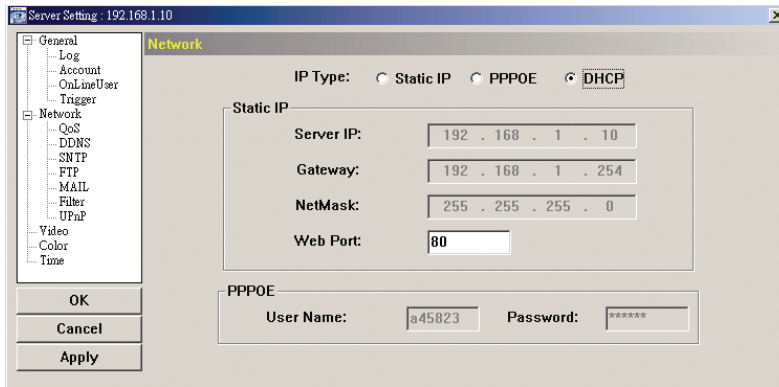 Server Setting : 192.168.1.10
General
Log
Account
OnLineUser
Trigger
Network
QoS
DDNS
SNTP
FTP
MAIL
Filter
UPnP
Video
Color
Time
OK
Cancel
Apply
Network
IP Type: Static IP PPPOE DHCP
Static IP
Server IP: 192 . 168 . 1 . 10
Gateway: 192 . 168 . 1 . 254
NetMask: 255 . 255 . 255 . 0
Web Port: 80
PPPOE
User Name: a45823 Password: ******